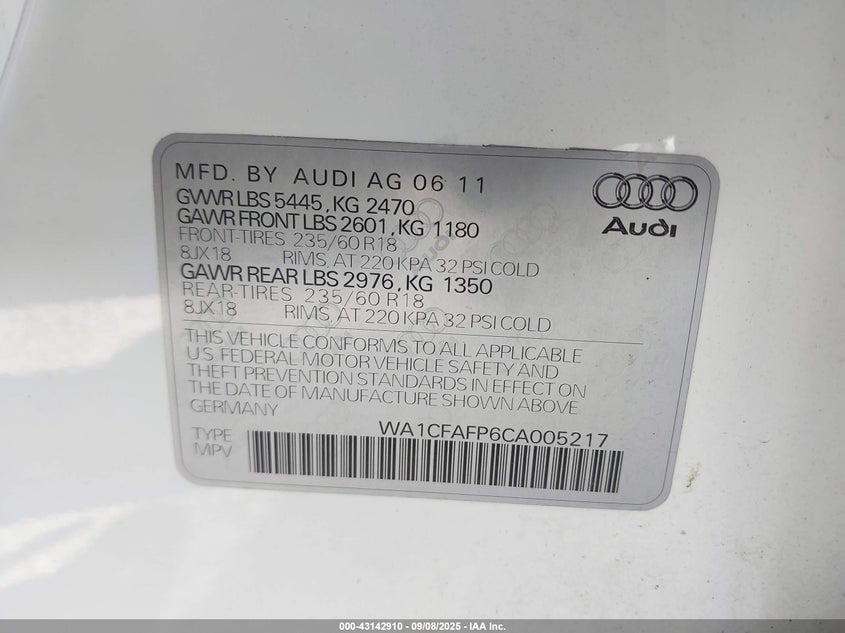 MFD. BY AUDI AG 06 11
GVWR LBS 5445, KG 2470
GAWR FRONT LBS 2601, KG 1180
FRONT-TIRES 235/60 R18
8JX18 RIMS, AT 220 KPA 32 PSI COLD
GAWR REAR LBS 2976, KG 1350
REAR-TIRES 235/60 R18
8JX18 RIMS, AT 220 KPA 32 PSI COLD
Audi
THIS VEHICLE CONFORMS TO ALL APPLICABLE
U.S. FEDERAL MOTOR VEHICLE SAFETY AND
THEFT PREVENTION STANDARDS IN EFFECT ON
THE DATE OF MANUFACTURE SHOWN ABOVE
GERMANY
WA1CFAFP6CA005217
TYPE
MPV
000-43142910 - 09/08/2025 - IAA Inc.